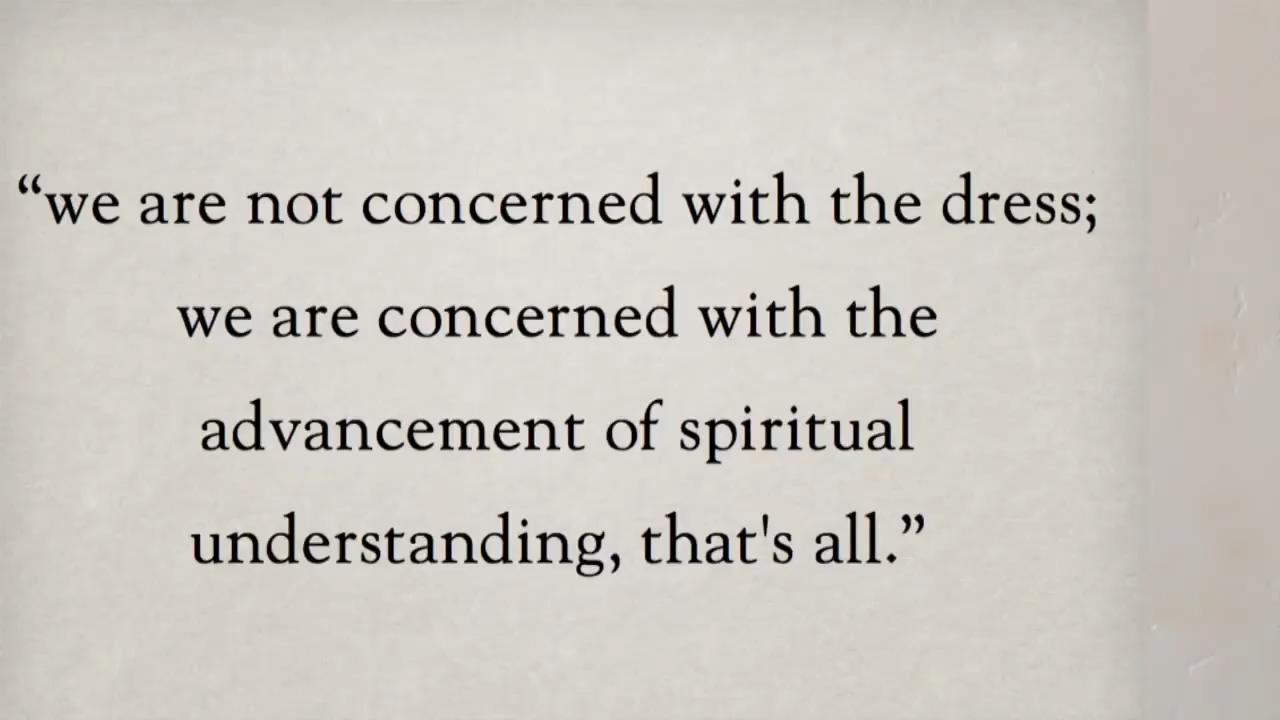 “we are not concerned with the dress;
we are concerned with the
advancement of spiritual
understanding, that's all.”